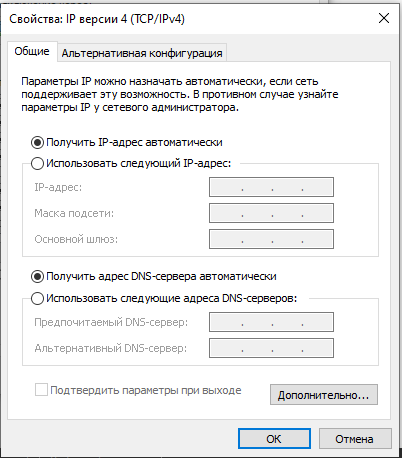 Свойства: IP версии 4 (TCP/IPv4)
Общие Альтернативная конфигурация
Параметры IP можно назначать автоматически, если сеть
поддерживает эту возможность. В противном случае узнайте
параметры IP у сетевого администратора.
Получить IP-адрес автоматически
Использовать следующий IP-адрес:
IP-адрес: . . .
Маска подсети: . . .
Основной шлюз: . . .
Получить адрес DNS-сервера автоматически
Использовать следующие адреса DNS-серверов:
Предпочитаемый DNS-сервер: . . .
Альтернативный DNS-сервер: . . .
Подтвердить параметры при выходе
Дополнительно...
ОК Отмена